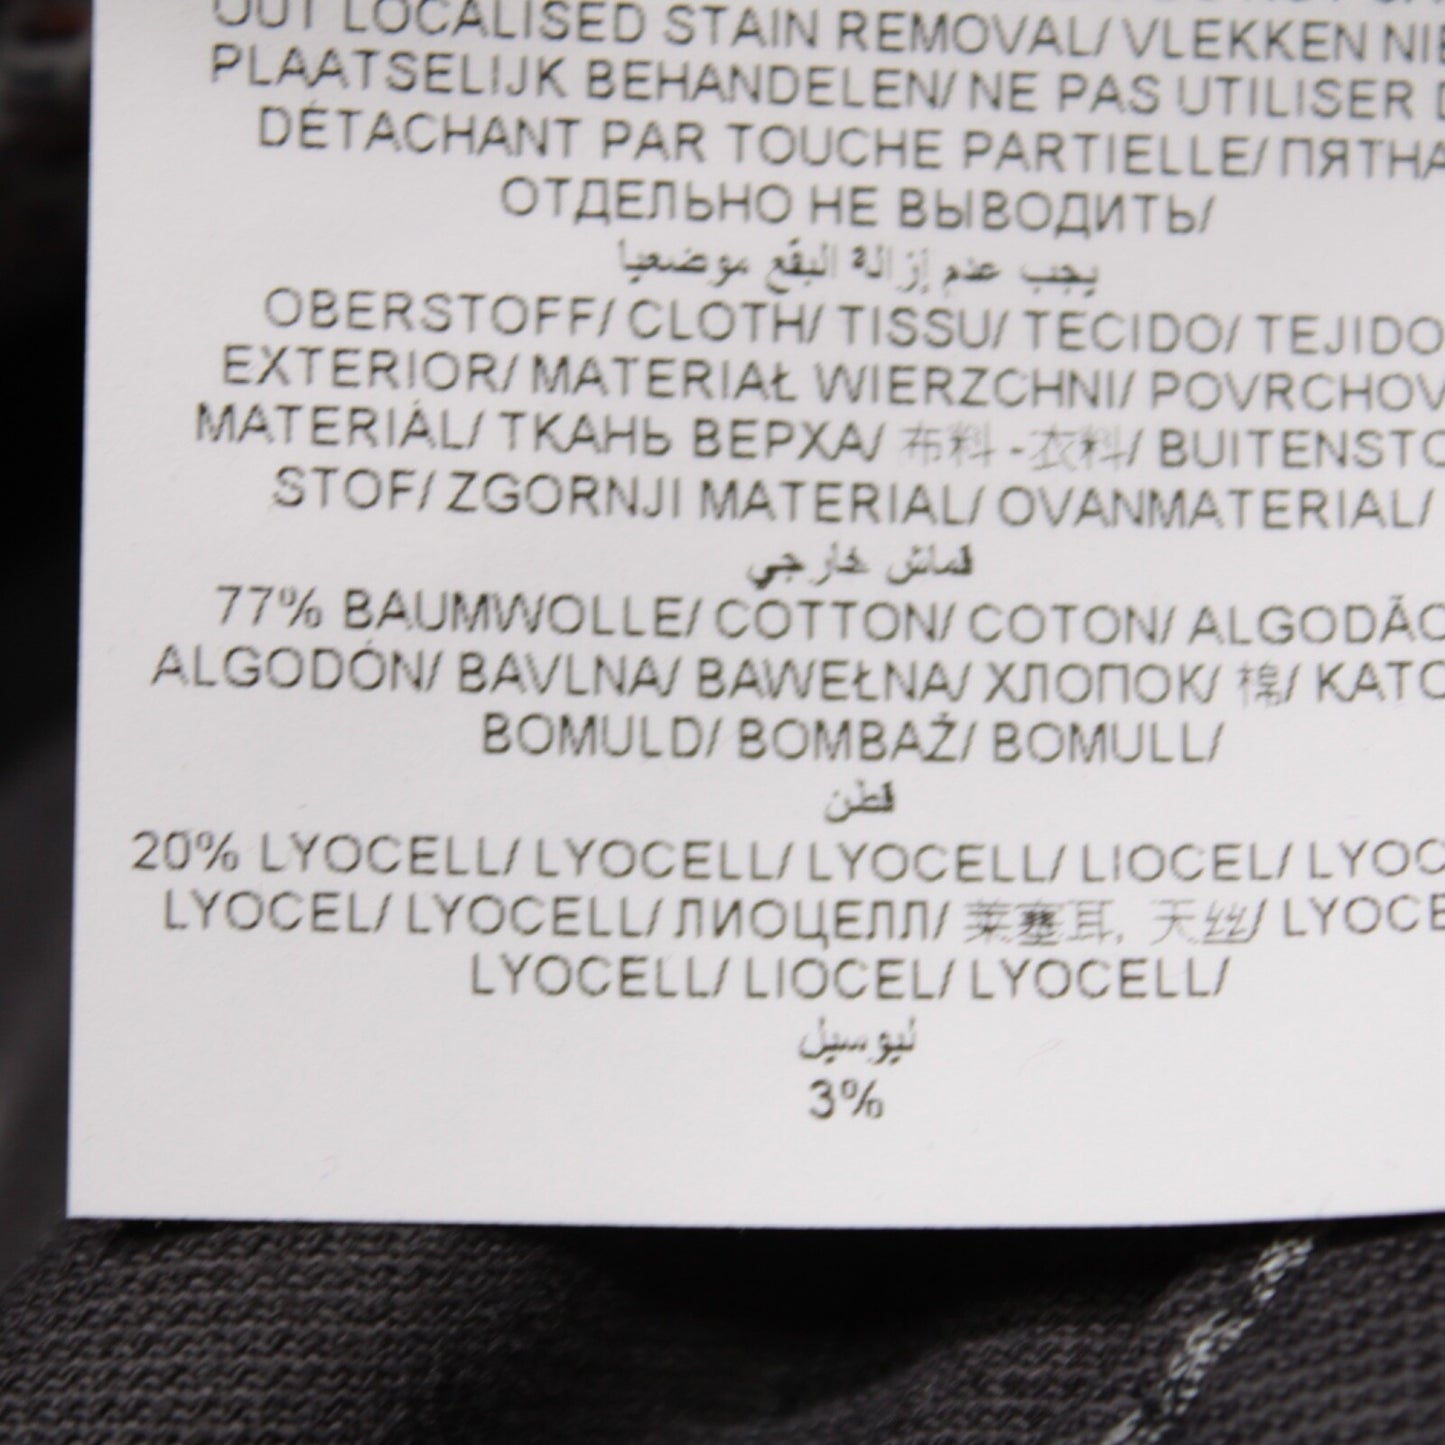 OUT LOCALISED STAIN REMOVAL/ VLEKKEN
PLAATSELIJK BEHANDELEN/ NE PAS UTILISER
DÉTACHANT PAR TOUCHE PARTIELLE/ ПЯТНА
ОТДЕЛЬНО НЕ ВЫВОДИТЬ/
يجب عدم إزالة البقع موضعيا
OBERSTOFF/ CLOTH/ TISSU/ TECIDO/ TEJIDO
EXTERIOR/ MATERIAŁ WIERZCHNI/ POVRCHOV
MATERIÁL/ ТКАНЬ ВЕРХА/ 布料 - 衣料/ BUITENSTO
STOF/ ZGORNJI MATERIAL/ OVANMATERIAL/
قماش خارجي
77% BAUMWOLLE/ COTTON/ COTON/ ALGODÃO
ALGODÓN/ BAVLNA/ BAWEŁNA/ ХЛОПОК/ 棉/ KATO
BOMULD/ BOMBAŽ/ BOMULL/
قطن
20% LYOCELL/ LYOCELL/ LYOCELL/ LIOCEL/ LYOC
LYOCEL/ LYOCELL/ ЛИОЦЕЛЛ/ 莱赛耳, 天丝/ LYOCE
LYOCELL/ LIOCEL/ LYOCELL/
ليوسيل
3%